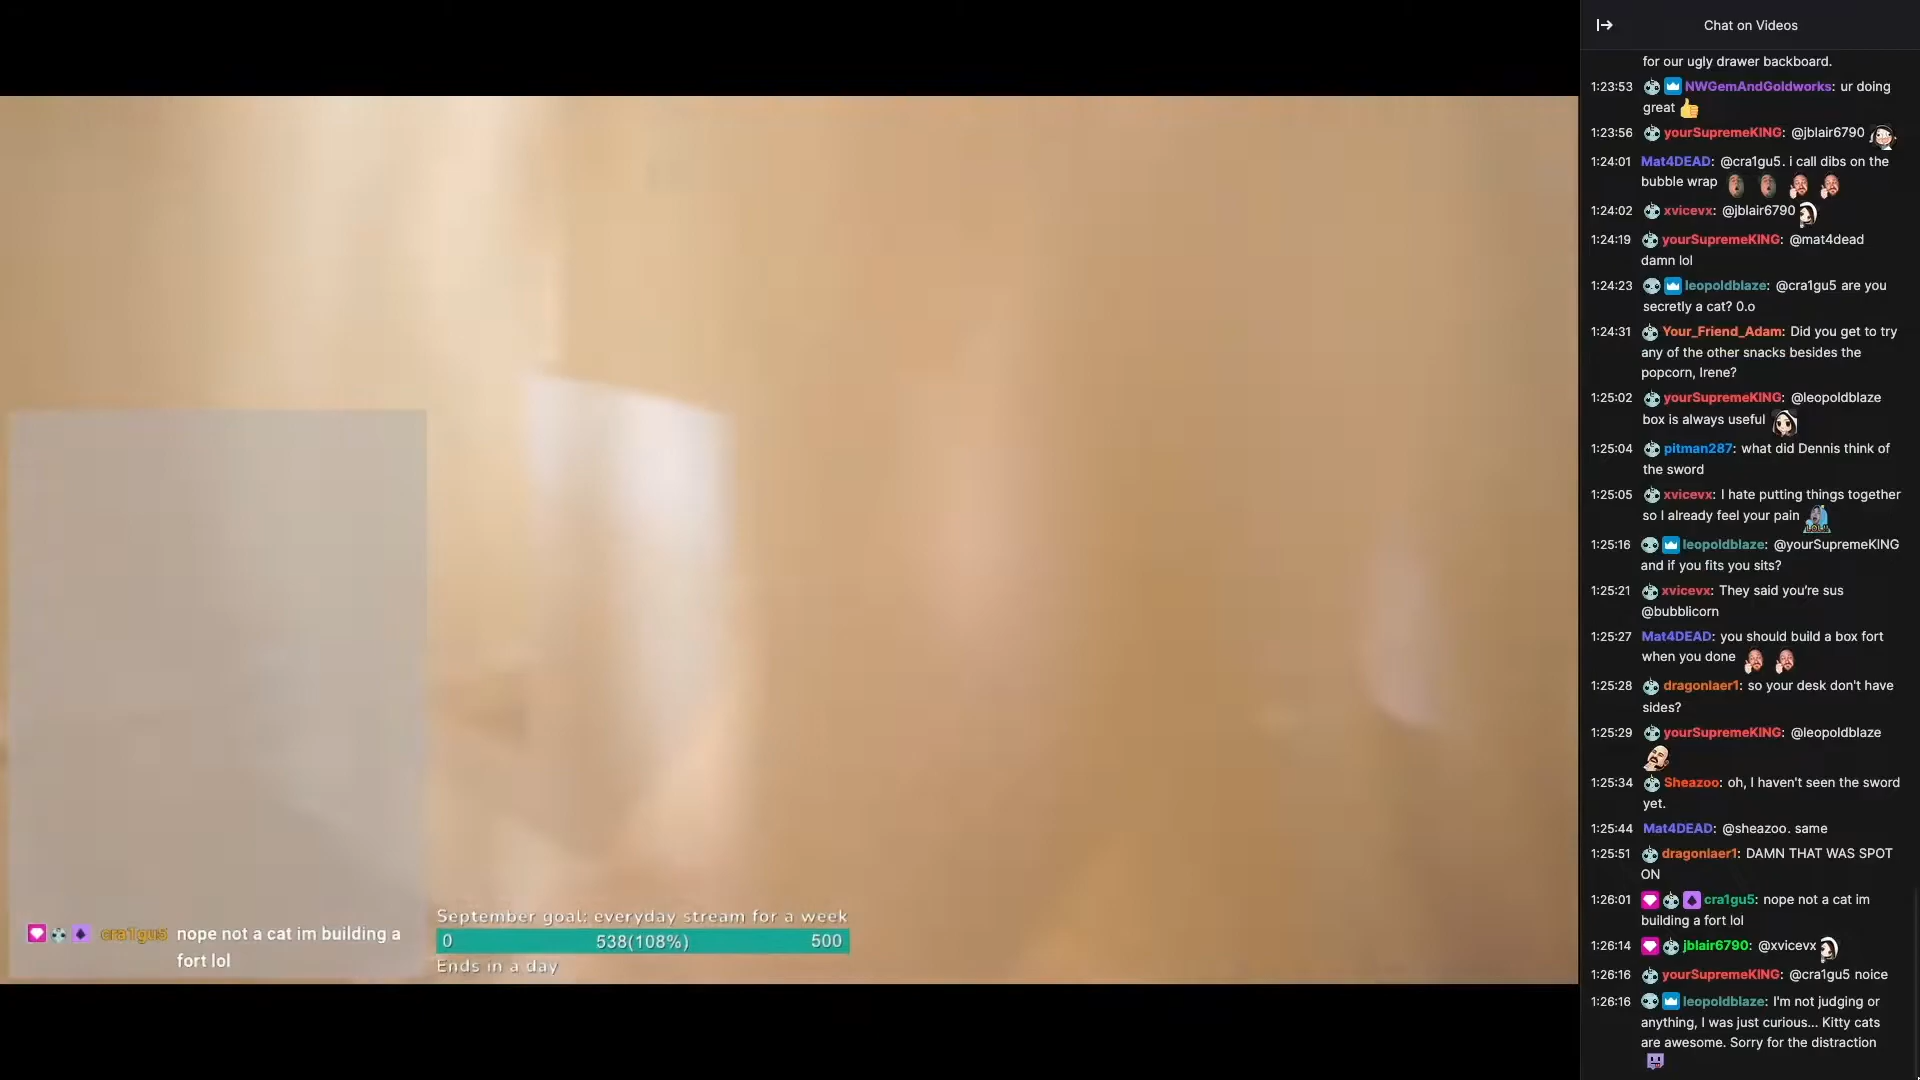 Chat on Videos
for our ugly drawer backboard.
1:23:53 NWGemAndGoldworks: ur doing
great
1:23:56 yourSupremeKING: @jblair6790
1:24:01 Mat4DEAD: @cra1gu5. i call dibs on the
bubble wrap
1:24:02 xvicevx: @jblair6790
1:24:19 yourSupremeKING: @mat4dead
damn lol
1:24:23 leopoldblaze: @cra1gu5 are you
secretly a cat? 0.o
1:24:31 Your_Friend_Adam: Did you get to try
any of the other snacks besides the
popcorn, Irene?
1:25:02 yourSupremeKING: @leopoldblaze
box is always useful
1:25:04 pitman287: what did Dennis think of
the sword
1:25:05 xvicevx: I hate putting things together
so I already feel your pain
1:25:16 leopoldblaze: @yourSupremeKING
and if you fits you sits?
1:25:21 xvicevx: They said you're sus
@bubblicorn
1:25:27 Mat4DEAD: you should build a box fort
when you done
1:25:28 dragonlaer1: so your desk don't have
sides?
1:25:29 yourSupremeKING: @leopoldblaze
1:25:34 Sheazoo: oh, I haven't seen the sword
yet.
1:25:44 Mat4DEAD: @sheazoo. same
1:25:51 dragonlaer1: DAMN THAT WAS SPOT
ON
1:26:01 cra1gu5: nope not a cat im
building a fort lol
1:26:14 jblair6790: @xvicevx
1:26:16 yourSupremeKING: @cra1gu5 noice
1:26:16 leopoldblaze: I'm not judging or
anything, I was just curious... Kitty cats
are awesome. Sorry for the distraction
cra1gu5 nope not a cat im building a
fort lol
September goal: everyday stream for a week
0 538(108%) 500
Ends in a day